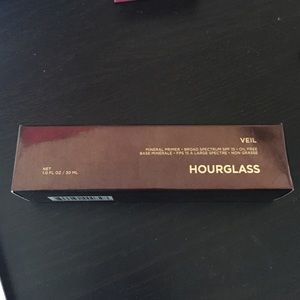 VEIL
MINERAL PRIMER • BROAD SPECTRUM SPF 15 • OIL FREE
BASE MINERALE • FPS 15 A LARGE SPECTRE • NON GRASSE
NET
1.0 FL OZ / 30 ML
HOURGLASS